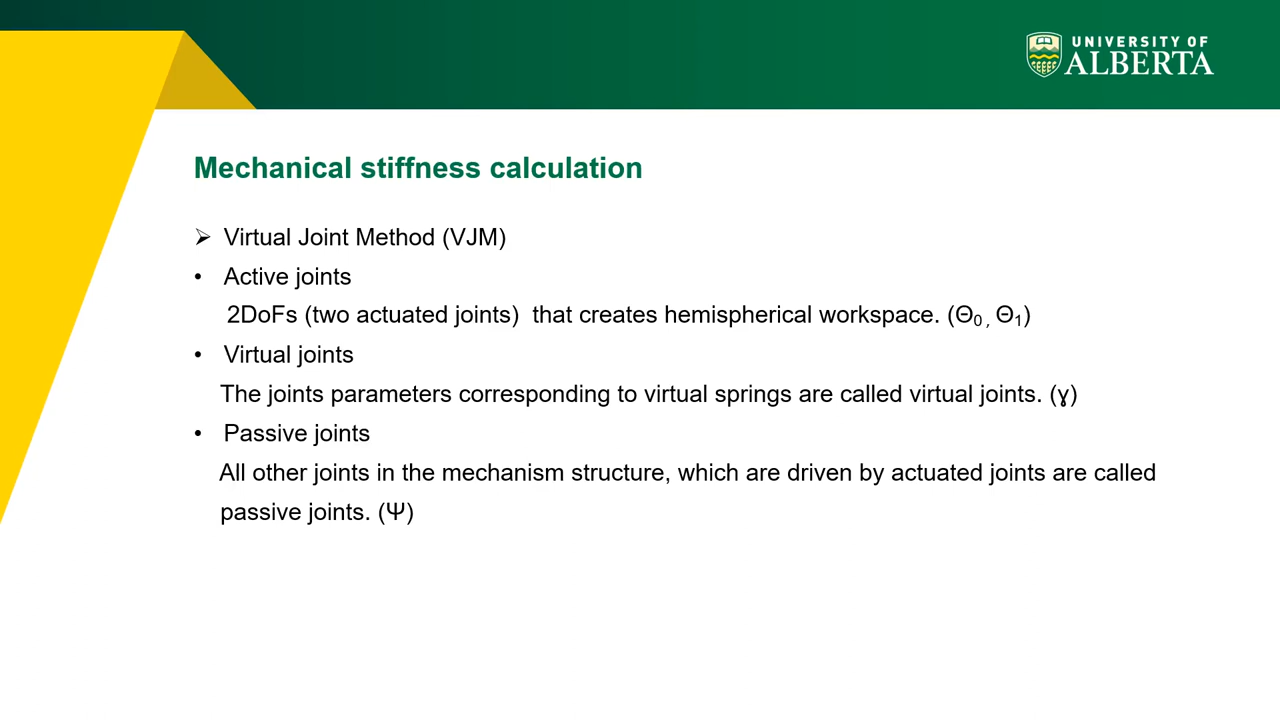 UNIVERSITY OF
ALBERTA
Mechanical stiffness calculation
➢ Virtual Joint Method (VJM)
• Active joints
2DoFs (two actuated joints)  that creates hemispherical workspace. (Θ₀ , Θ₁)
• Virtual joints
The joints parameters corresponding to virtual springs are called virtual joints. (ɣ)
• Passive joints
All other joints in the mechanism structure, which are driven by actuated joints are called
passive joints. (Ψ)